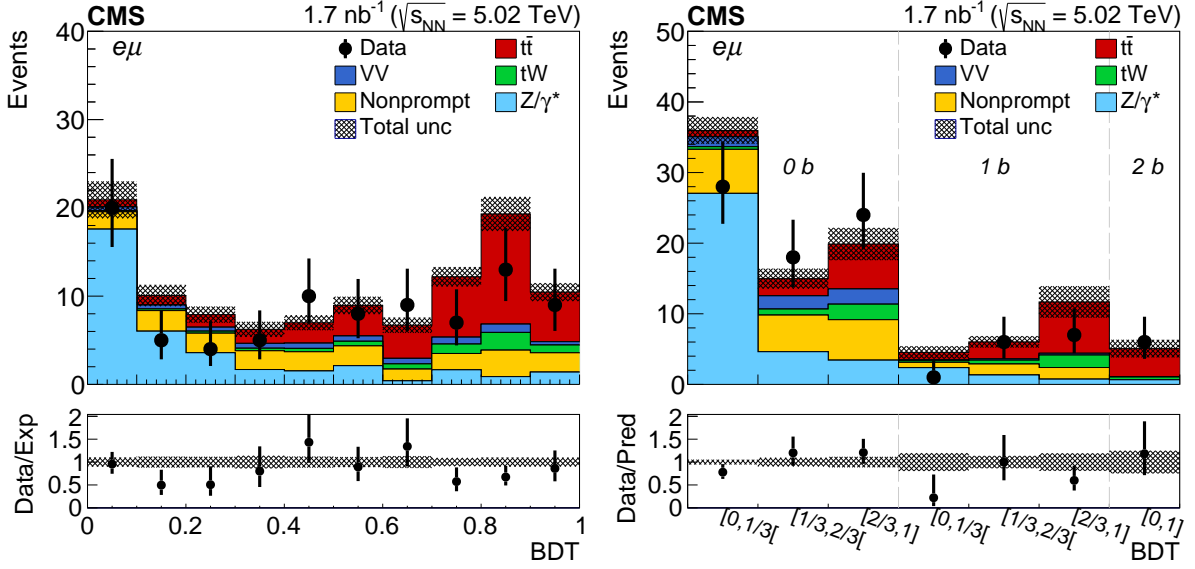 CMS 1.7 nb⁻¹ (√s_NN = 5.02 TeV)
Events
40
30
20
10
0
eμ
Data
tt̄
VV
tW
Nonprompt
Z/γ*
Total unc
Data/Exp
2
1.5
1
0.5
0
0 0.2 0.4 0.6 0.8 1
BDT
CMS 1.7 nb⁻¹ (√s_NN = 5.02 TeV)
Events
50
40
30
20
10
0
eμ
Data
tt̄
VV
tW
Nonprompt
Z/γ*
Total unc
0 b 1 b 2 b
Data/Pred
2
1.5
1
0.5
0
[0,1/3[ [1/3,2/3[ [2/3,1] [0,1/3[ [1/3,2/3[ [2/3,1] [0,1]
BDT